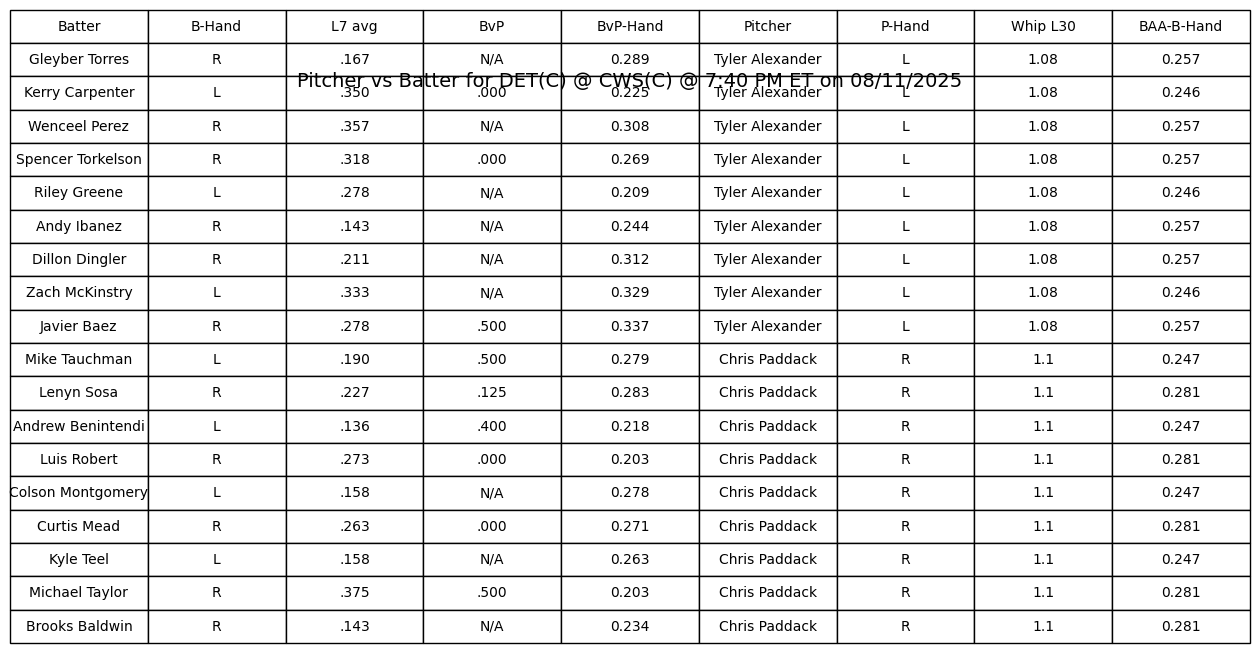 Batter B-Hand L7 avg BvP BvP-Hand Pitcher P-Hand Whip L30 BAA-B-Hand
Gleyber Torres R .167 N/A 0.289 Tyler Alexander L 1.08 0.257
Pitcher vs Batter for DET(C) @ CWS(C) @ 7:40 PM ET on 08/11/2025
Kerry Carpenter L .350 .000 0.225 Tyler Alexander L 1.08 0.246
Wenceel Perez R .357 N/A 0.308 Tyler Alexander L 1.08 0.257
Spencer Torkelson R .318 .000 0.269 Tyler Alexander L 1.08 0.257
Riley Greene L .278 N/A 0.209 Tyler Alexander L 1.08 0.246
Andy Ibanez R .143 N/A 0.244 Tyler Alexander L 1.08 0.257
Dillon Dingler R .211 N/A 0.312 Tyler Alexander L 1.08 0.257
Zach McKinstry L .333 N/A 0.329 Tyler Alexander L 1.08 0.246
Javier Baez R .278 .500 0.337 Tyler Alexander L 1.08 0.257
Mike Tauchman L .190 .500 0.279 Chris Paddack R 1.1 0.247
Lenyn Sosa R .227 .125 0.283 Chris Paddack R 1.1 0.281
Andrew Benintendi L .136 .400 0.218 Chris Paddack R 1.1 0.247
Luis Robert R .273 .000 0.203 Chris Paddack R 1.1 0.281
Colson Montgomery L .158 N/A 0.278 Chris Paddack R 1.1 0.247
Curtis Mead R .263 .000 0.271 Chris Paddack R 1.1 0.281
Kyle Teel L .158 N/A 0.263 Chris Paddack R 1.1 0.247
Michael Taylor R .375 .500 0.203 Chris Paddack R 1.1 0.281
Brooks Baldwin R .143 N/A 0.234 Chris Paddack R 1.1 0.281